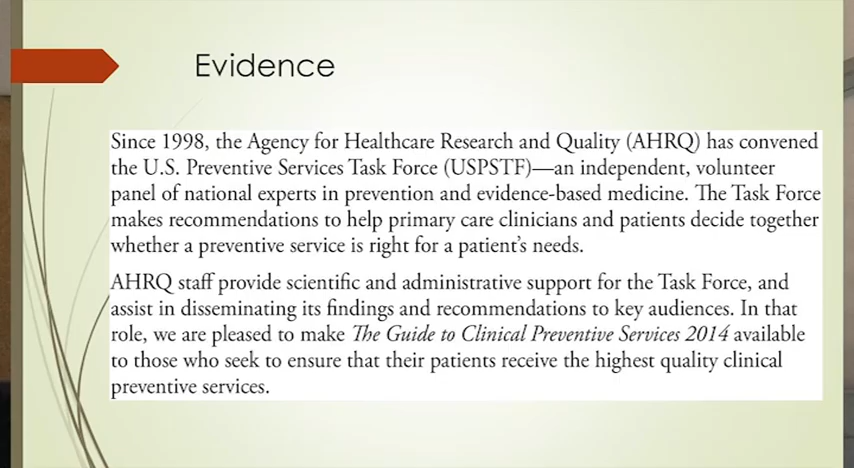 Evidence
Since 1998, the Agency for Healthcare Research and Quality (AHRQ) has convened
the U.S. Preventive Services Task Force (USPSTF)—an independent, volunteer
panel of national experts in prevention and evidence-based medicine. The Task Force
makes recommendations to help primary care clinicians and patients decide together
whether a preventive service is right for a patient's needs.
AHRQ staff provide scientific and administrative support for the Task Force, and
assist in disseminating its findings and recommendations to key audiences. In that
role, we are pleased to make The Guide to Clinical Preventive Services 2014 available
to those who seek to ensure that their patients receive the highest quality clinical
preventive services.